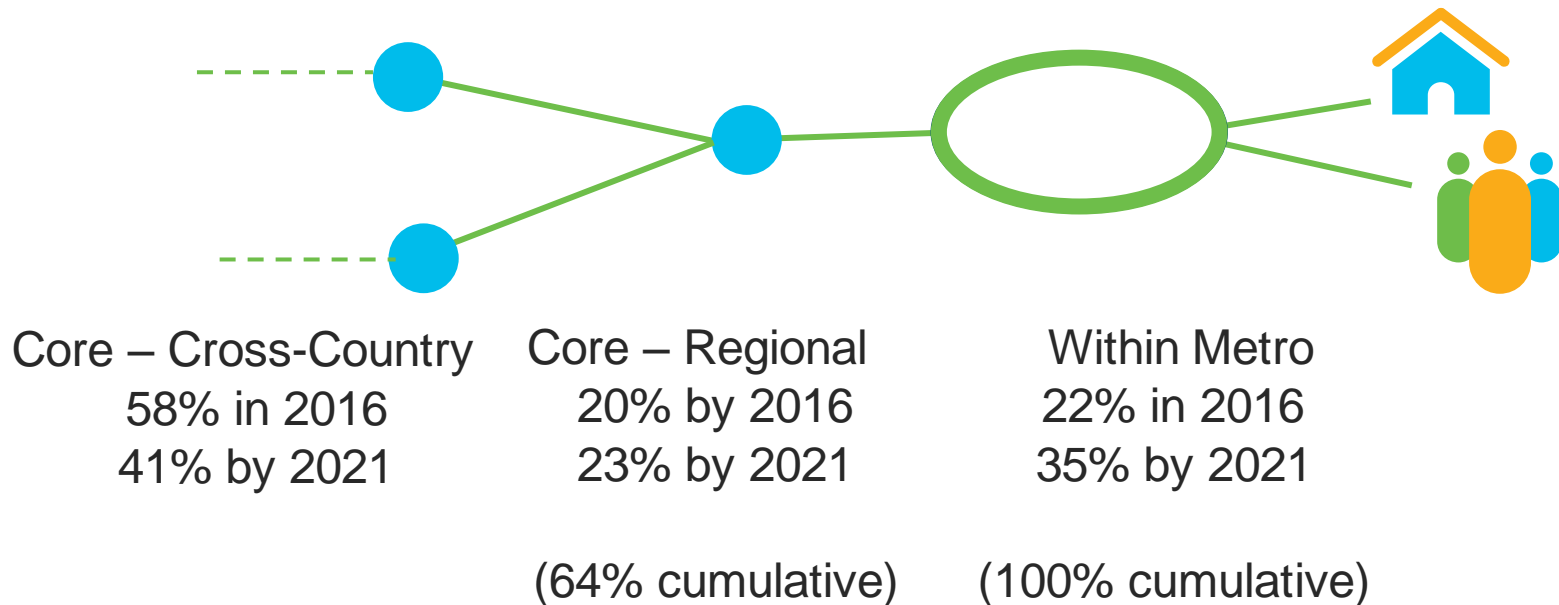 Core – Cross-Country
58% in 2016
41% by 2021
Core – Regional
20% by 2016
23% by 2021
(64% cumulative)
Within Metro
22% in 2016
35% by 2021
(100% cumulative)